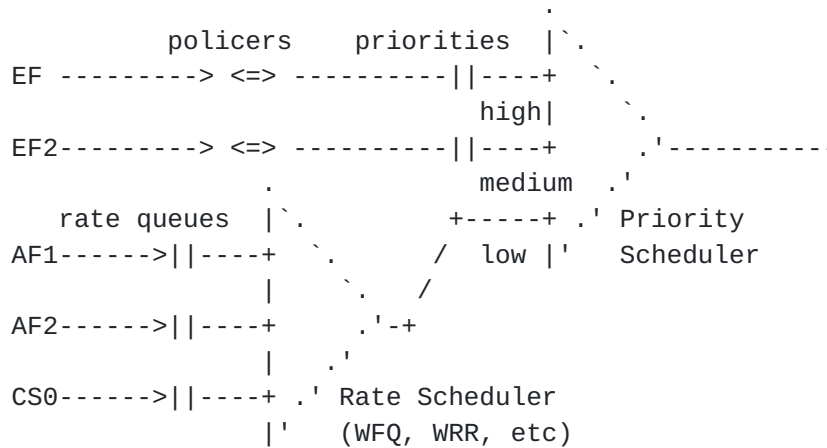 policers priorities
EF ---------> <=> ----------||----+
high|
EF2---------> <=> ----------||----+
medium
rate queues Priority
AF1------>||----+ low Scheduler
AF2------>||----+
CS0------>||----+ Rate Scheduler
(WFQ, WRR, etc)